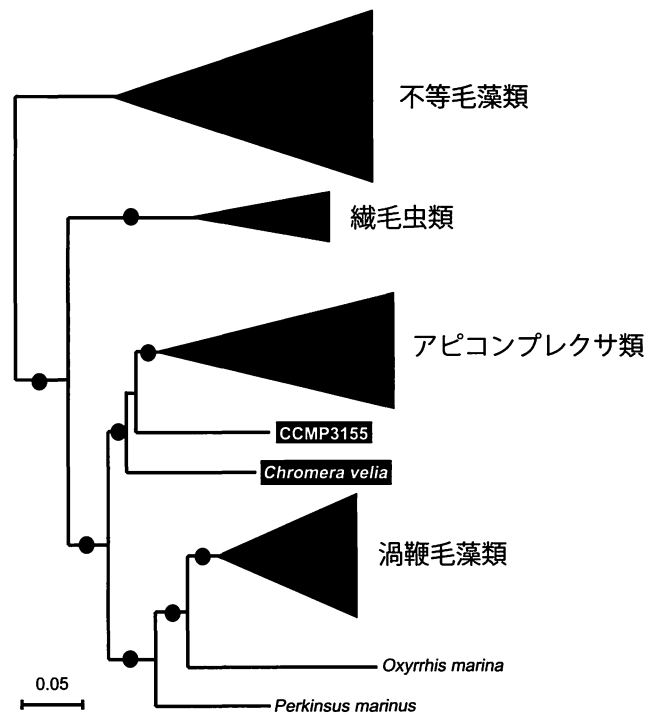 不等毛藻類
繊毛虫類
アピコンプレクサ類
CCMP3155
Chromera velia
渦鞭毛藻類
Oxyrrhis marina
0.05
Perkinsus marinus